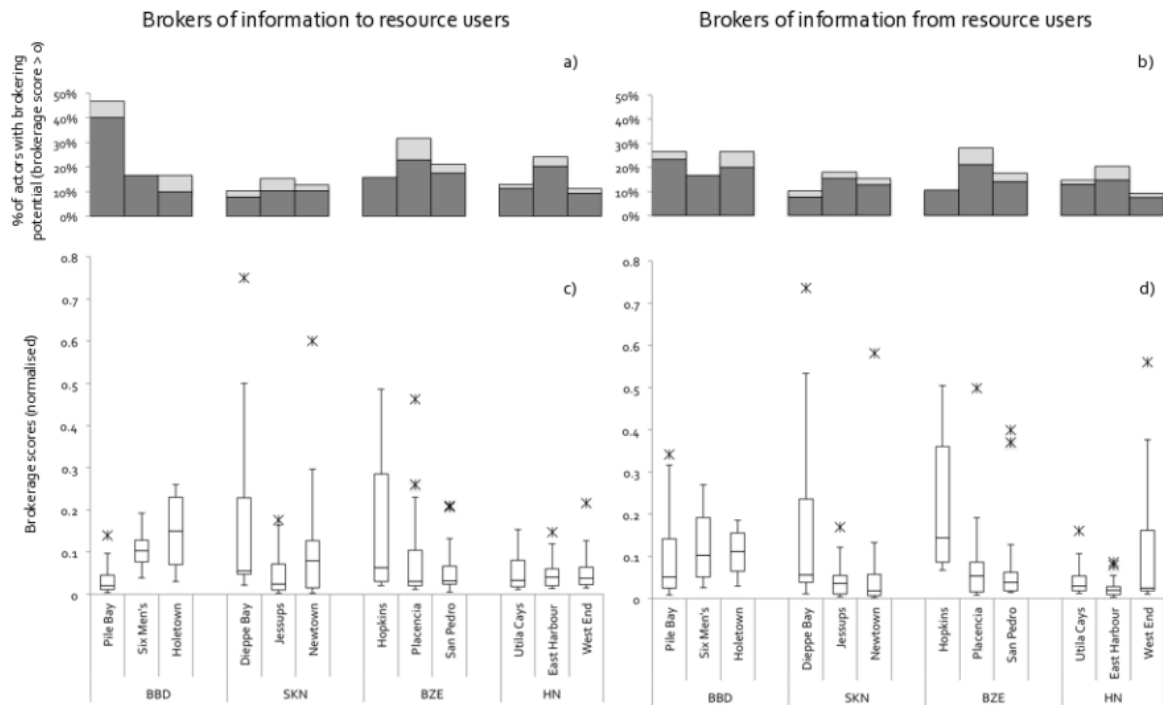 Brokers of information to resource users
Brokers of information from resource users
% of actors with brokering
potential (brokerage score > 0)
a)
50%
40%
30%
20%
10%
0%
b)
50%
40%
30%
20%
10%
0%
Brokerage scores (normalised)
c)
0.8
0.7
0.6
0.5
0.4
0.3
0.2
0.1
0
Pile Bay
Six Men's
Holetown
Dieppe Bay
Jessups
Newtown
Hopkins
Placencia
San Pedro
Utila Cays
East Harbour
West End
BBD
SKN
BZE
HN
d)
0.8
0.7
0.6
0.5
0.4
0.3
0.2
0.1
0
Pile Bay
Six Men's
Holetown
Dieppe Bay
Jessups
Newtown
Hopkins
Placencia
San Pedro
Utila Cays
East Harbour
West End
BBD
SKN
BZE
HN